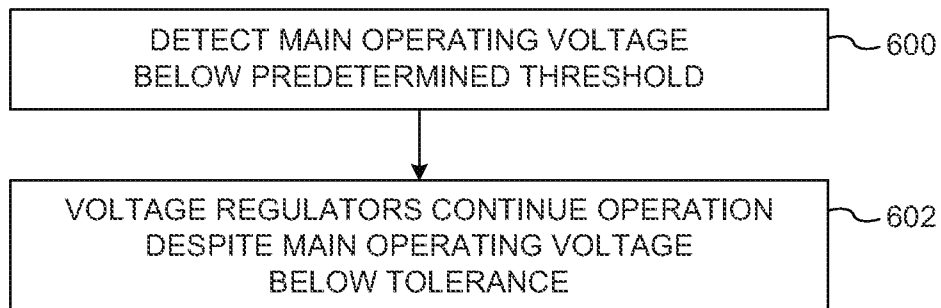 DETECT MAIN OPERATING VOLTAGE
BELOW PREDETERMINED THRESHOLD
600
VOLTAGE REGULATORS CONTINUE OPERATION
DESPITE MAIN OPERATING VOLTAGE
BELOW TOLERANCE
602